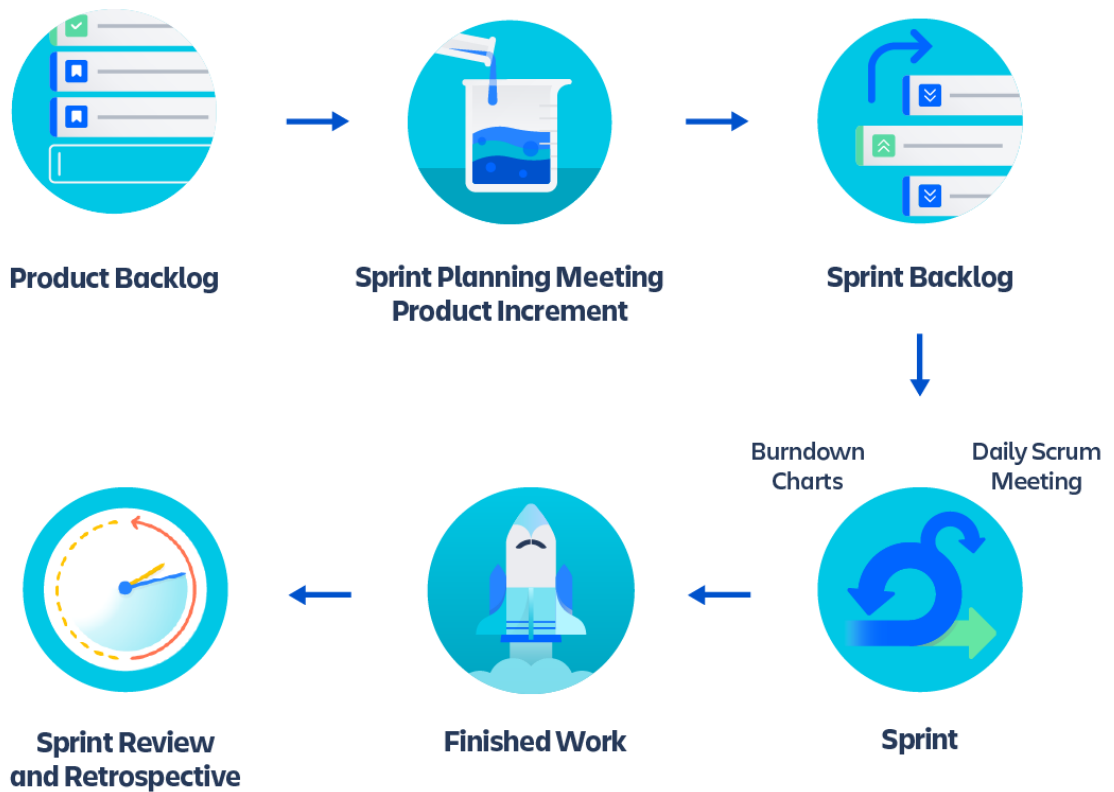 Product Backlog
Sprint Planning Meeting
Product Increment
Sprint Backlog
Burndown
Charts
Daily Scrum
Meeting
Sprint
Finished Work
Sprint Review
and Retrospective